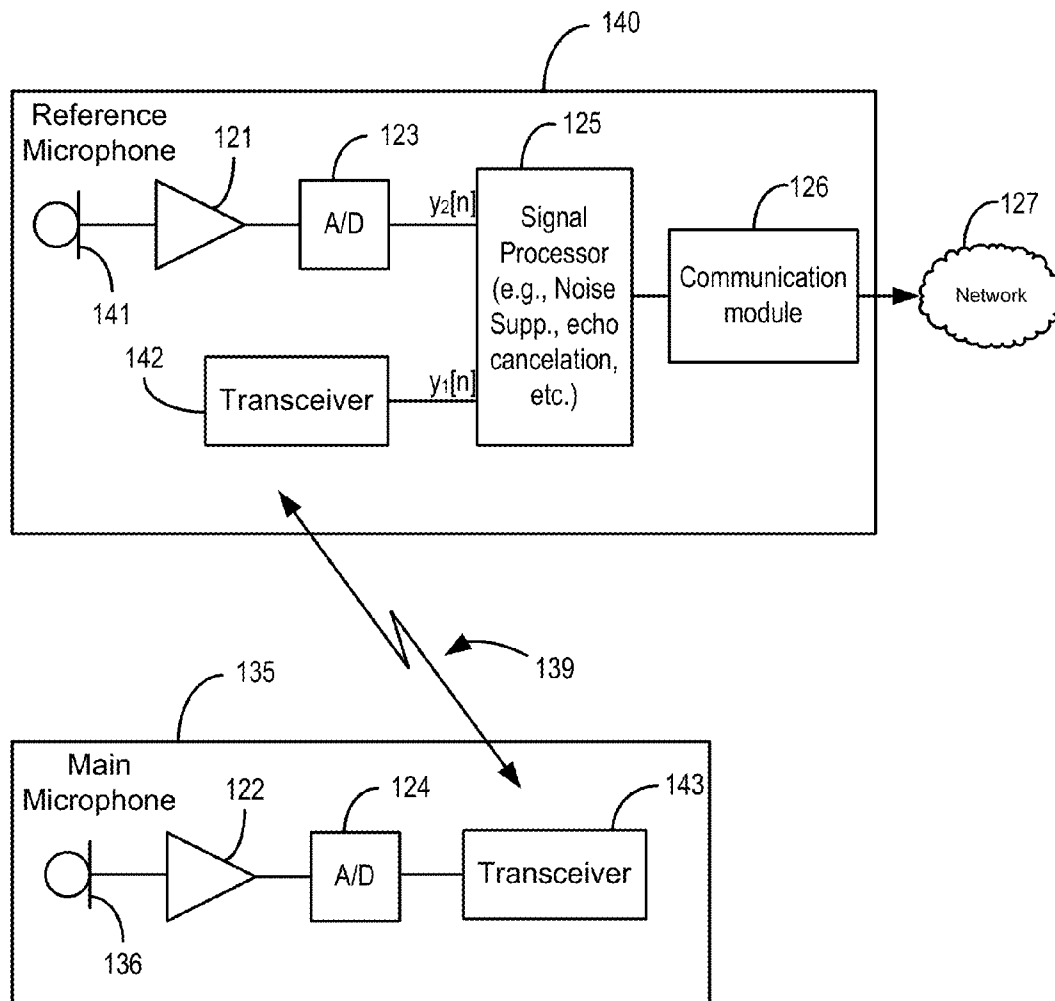 140
Reference
Microphone
121
123
125
126
127
A/D
y2[n]
Signal
Processor
(e.g., Noise
Supp., echo
cancelation,
etc.)
Communication
module
Network
141
142
Transceiver
y1[n]
139
135
Main
Microphone
122
124
143
A/D
Transceiver
136